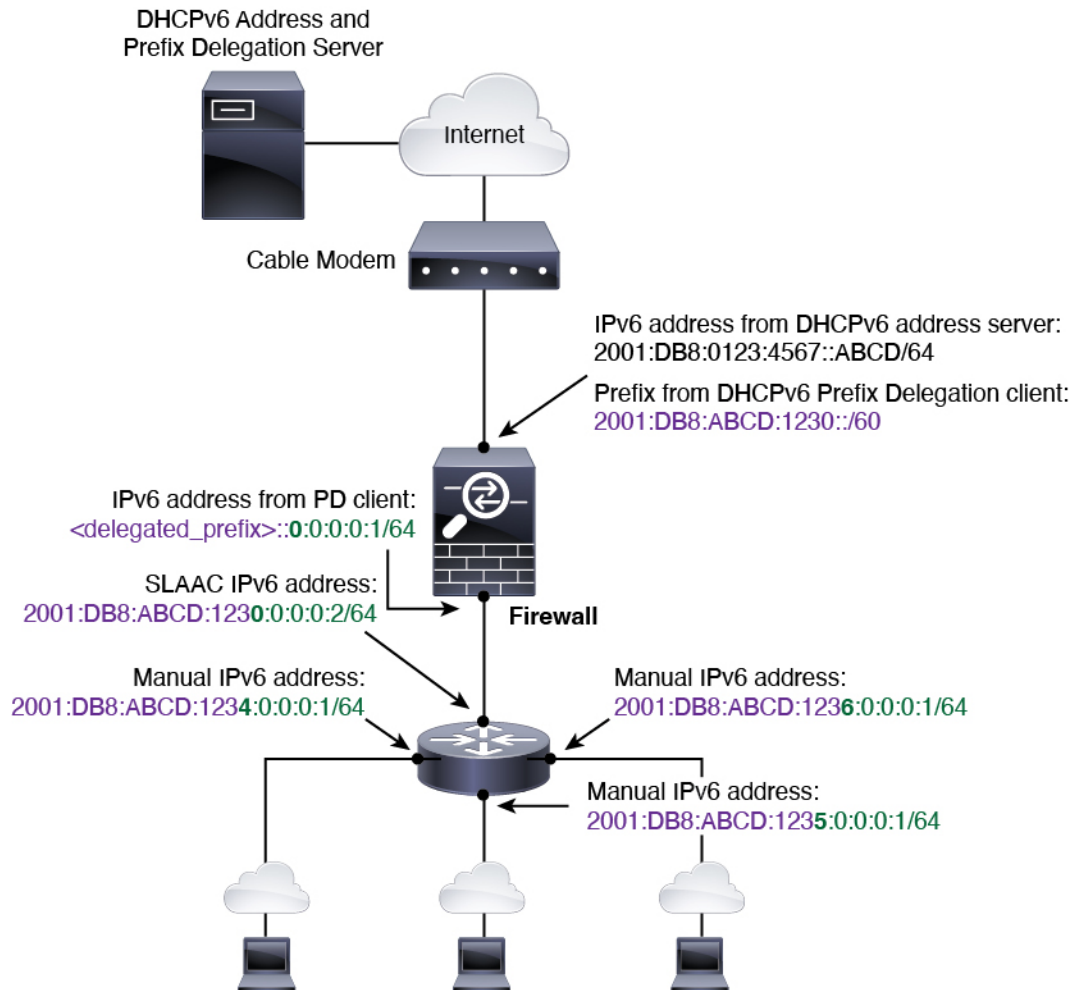 DHCPv6 Address and
Prefix Delegation Server
Internet
Cable Modem
IPv6 address from DHCPv6 address server:
2001:DB8:0123:4567::ABCD/64
Prefix from DHCPv6 Prefix Delegation client:
2001:DB8:ABCD:1230::/60
IPv6 address from PD client:
<delegated_prefix>::0:0:0:0:1/64
SLAAC IPv6 address:
2001:DB8:ABCD:1230:0:0:0:2/64
Firewall
Manual IPv6 address:
2001:DB8:ABCD:1234:0:0:0:1/64
Manual IPv6 address:
2001:DB8:ABCD:1236:0:0:0:1/64
Manual IPv6 address:
2001:DB8:ABCD:1235:0:0:0:1/64